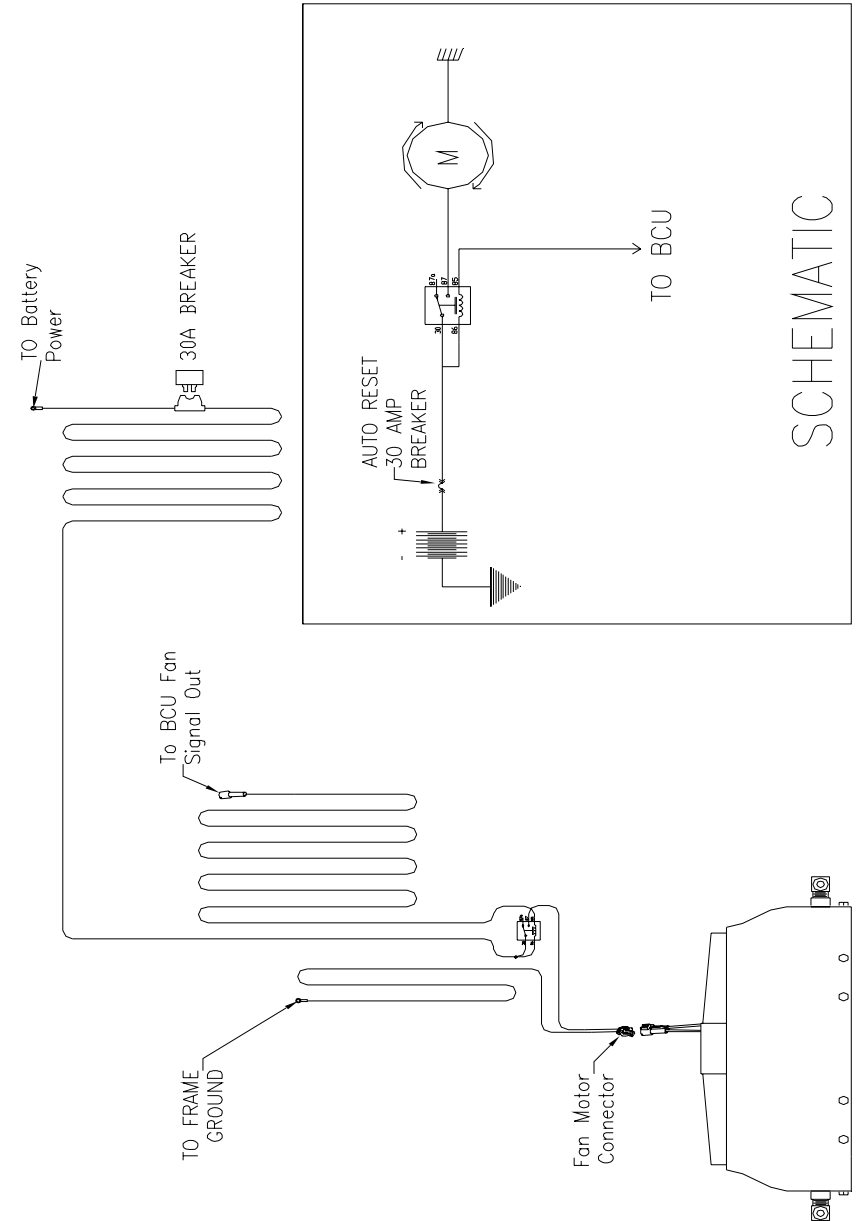 TO Battery
Power
30A BREAKER
To BCU Fan
Signal Out
TO FRAME
GROUND
Fan Motor
Connector
AUTO RESET
30 AMP
BREAKER
- +
30
86
87a
87
85
M
TO BCU
SCHEMATIC